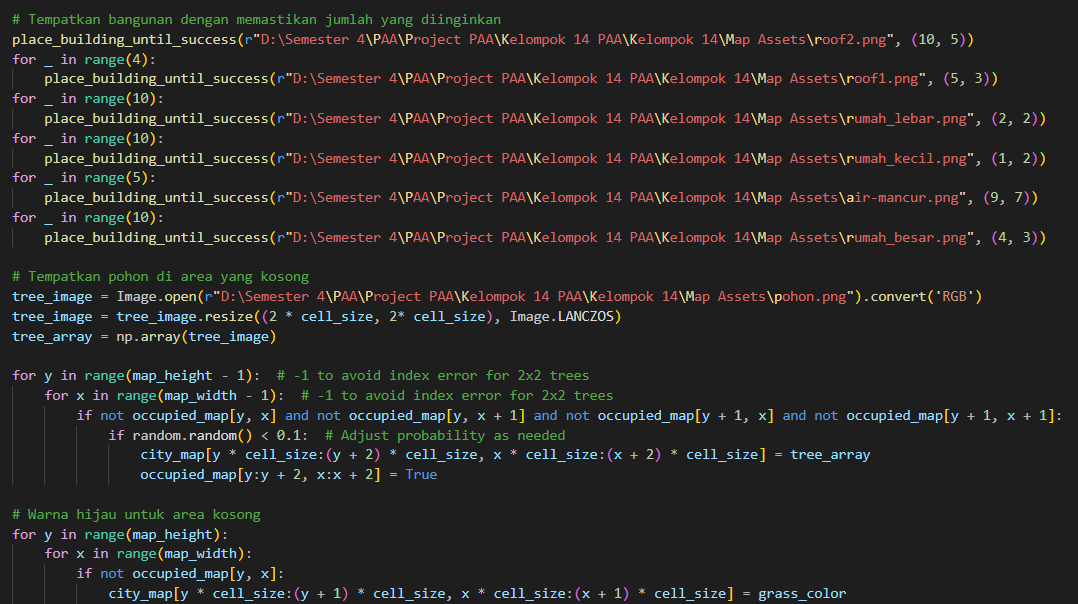 # Tempatkan bangunan dengan memastikan jumlah yang diinginkan
place_building_until_success(r"D:\Semester 4\PAA\Project PAA\Kelompok 14 PAA\Kelompok 14\Map Assets\roof2.png", (10, 5))
for _ in range(4):
    place_building_until_success(r"D:\Semester 4\PAA\Project PAA\Kelompok 14 PAA\Kelompok 14\Map Assets\roof1.png", (5, 3))
for _ in range(10):
    place_building_until_success(r"D:\Semester 4\PAA\Project PAA\Kelompok 14 PAA\Kelompok 14\Map Assets\rumah_lebar.png", (2, 2))
for _ in range(10):
    place_building_until_success(r"D:\Semester 4\PAA\Project PAA\Kelompok 14 PAA\Kelompok 14\Map Assets\rumah_kecil.png", (1, 2))
for _ in range(5):
    place_building_until_success(r"D:\Semester 4\PAA\Project PAA\Kelompok 14 PAA\Kelompok 14\Map Assets\air-mancur.png", (9, 7))
for _ in range(10):
    place_building_until_success(r"D:\Semester 4\PAA\Project PAA\Kelompok 14 PAA\Kelompok 14\Map Assets\rumah_besar.png", (4, 3))

# Tempatkan pohon di area yang kosong
tree_image = Image.open(r"D:\Semester 4\PAA\Project PAA\Kelompok 14 PAA\Kelompok 14\Map Assets\pohon.png").convert('RGB')
tree_image = tree_image.resize((2 * cell_size, 2* cell_size), Image.LANCZOS)
tree_array = np.array(tree_image)

for y in range(map_height - 1):  # -1 to avoid index error for 2x2 trees
    for x in range(map_width - 1):  # -1 to avoid index error for 2x2 trees
        if not occupied_map[y, x] and not occupied_map[y, x + 1] and not occupied_map[y + 1, x] and not occupied_map[y + 1, x + 1]:
            if random.random() < 0.1:  # Adjust probability as needed
                city_map[y * cell_size:(y + 2) * cell_size, x * cell_size:(x + 2) * cell_size] = tree_array
                occupied_map[y:y + 2, x:x + 2] = True

# Warna hijau untuk area kosong
for y in range(map_height):
    for x in range(map_width):
        if not occupied_map[y, x]:
            city_map[y * cell_size:(y + 1) * cell_size, x * cell_size:(x + 1) * cell_size] = grass_color